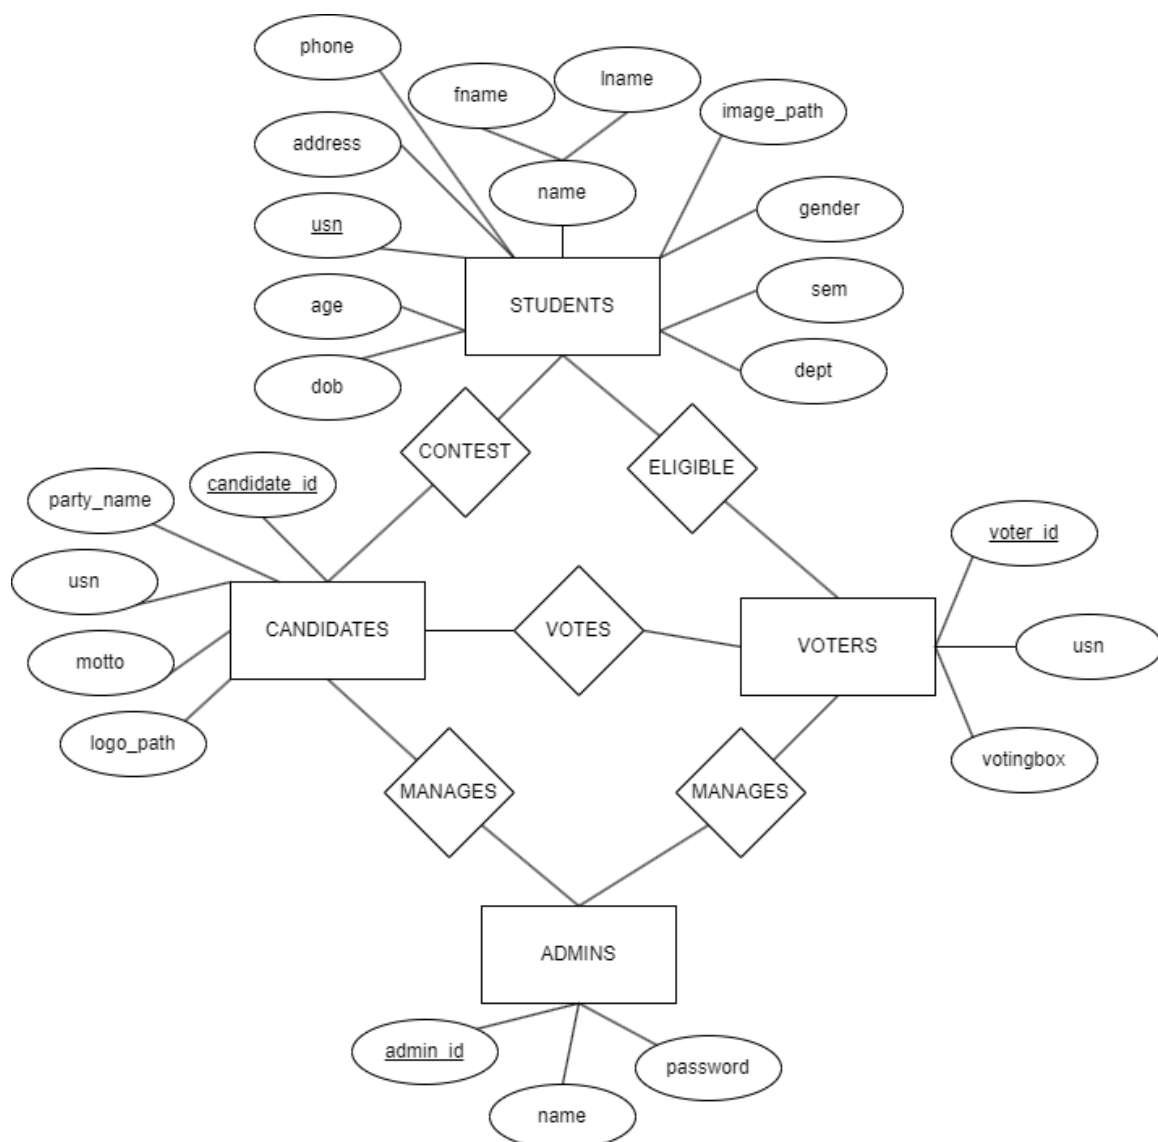 phone
fname
lname
image_path
address
name
usn
gender
age
STUDENTS
sem
dob
dept
CONTEST
ELIGIBLE
party_name
candidate_id
voter_id
usn
CANDIDATES
VOTES
VOTERS
usn
motto
logo_path
votingbox
MANAGES
MANAGES
ADMINS
admin_id
password
name